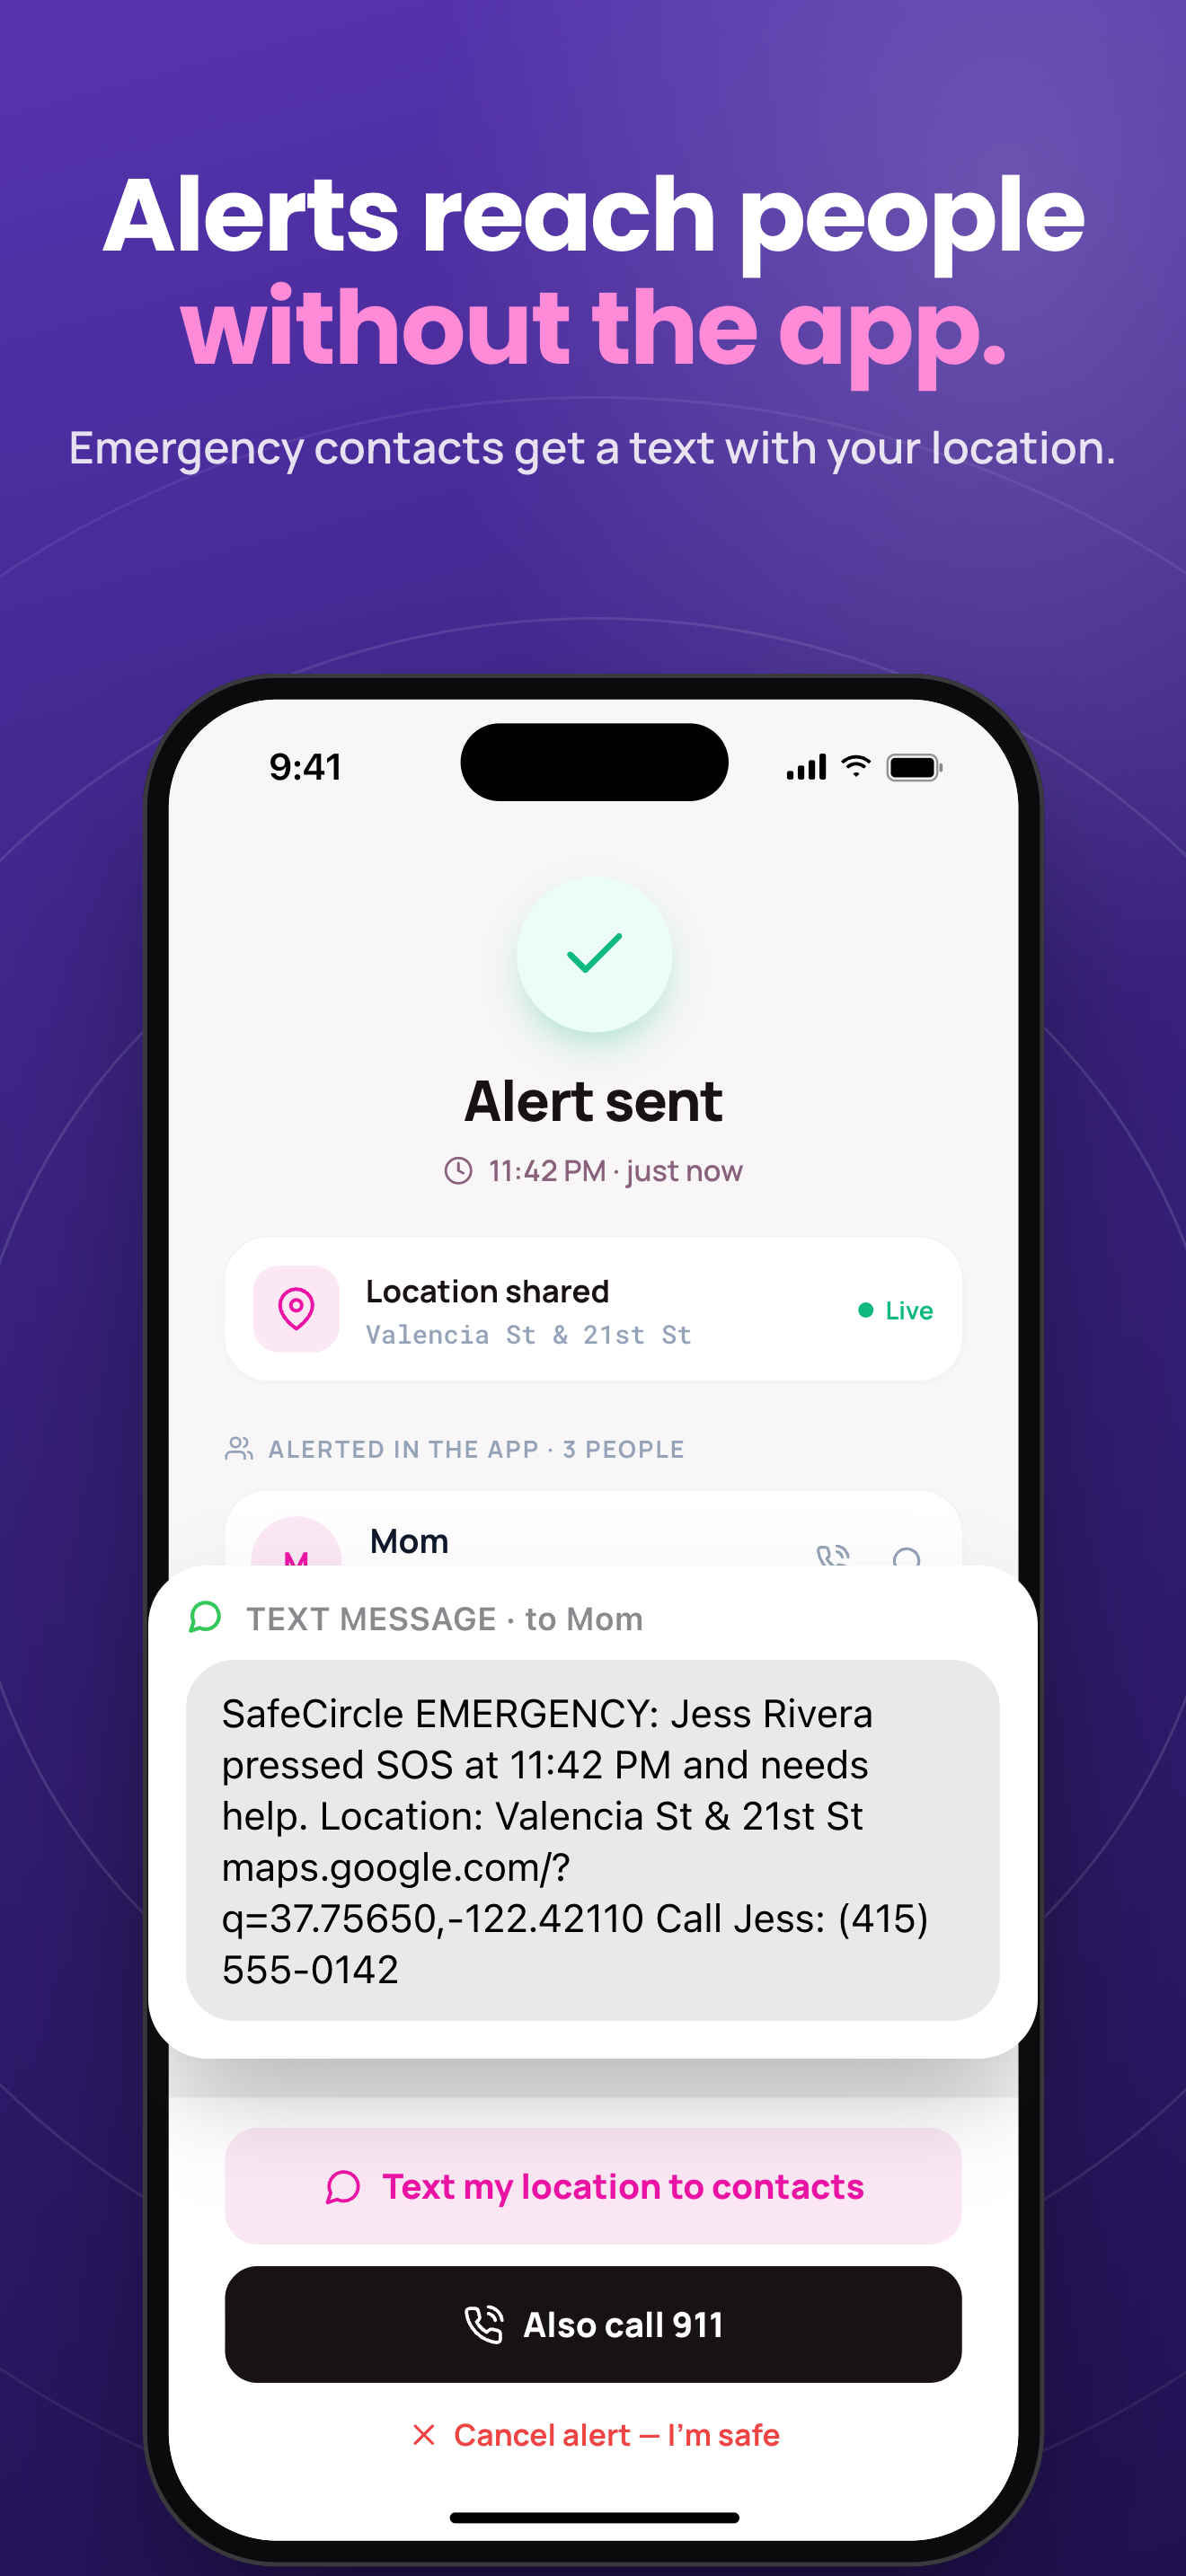 Alerts reach people
without the app.
Emergency contacts get a text with your location.
9:41
Alert sent
11:42 PM · just now
Location shared
Valencia St & 21st St
Live
ALERTED IN THE APP · 3 PEOPLE
M
Mom
TEXT MESSAGE · to Mom
SafeCircle EMERGENCY: Jess Rivera
pressed SOS at 11:42 PM and needs
help. Location: Valencia St & 21st St
maps.google.com/?
q=37.75650,-122.42110 Call Jess: (415)
555-0142
Text my location to contacts
Also call 911
Cancel alert — I'm safe